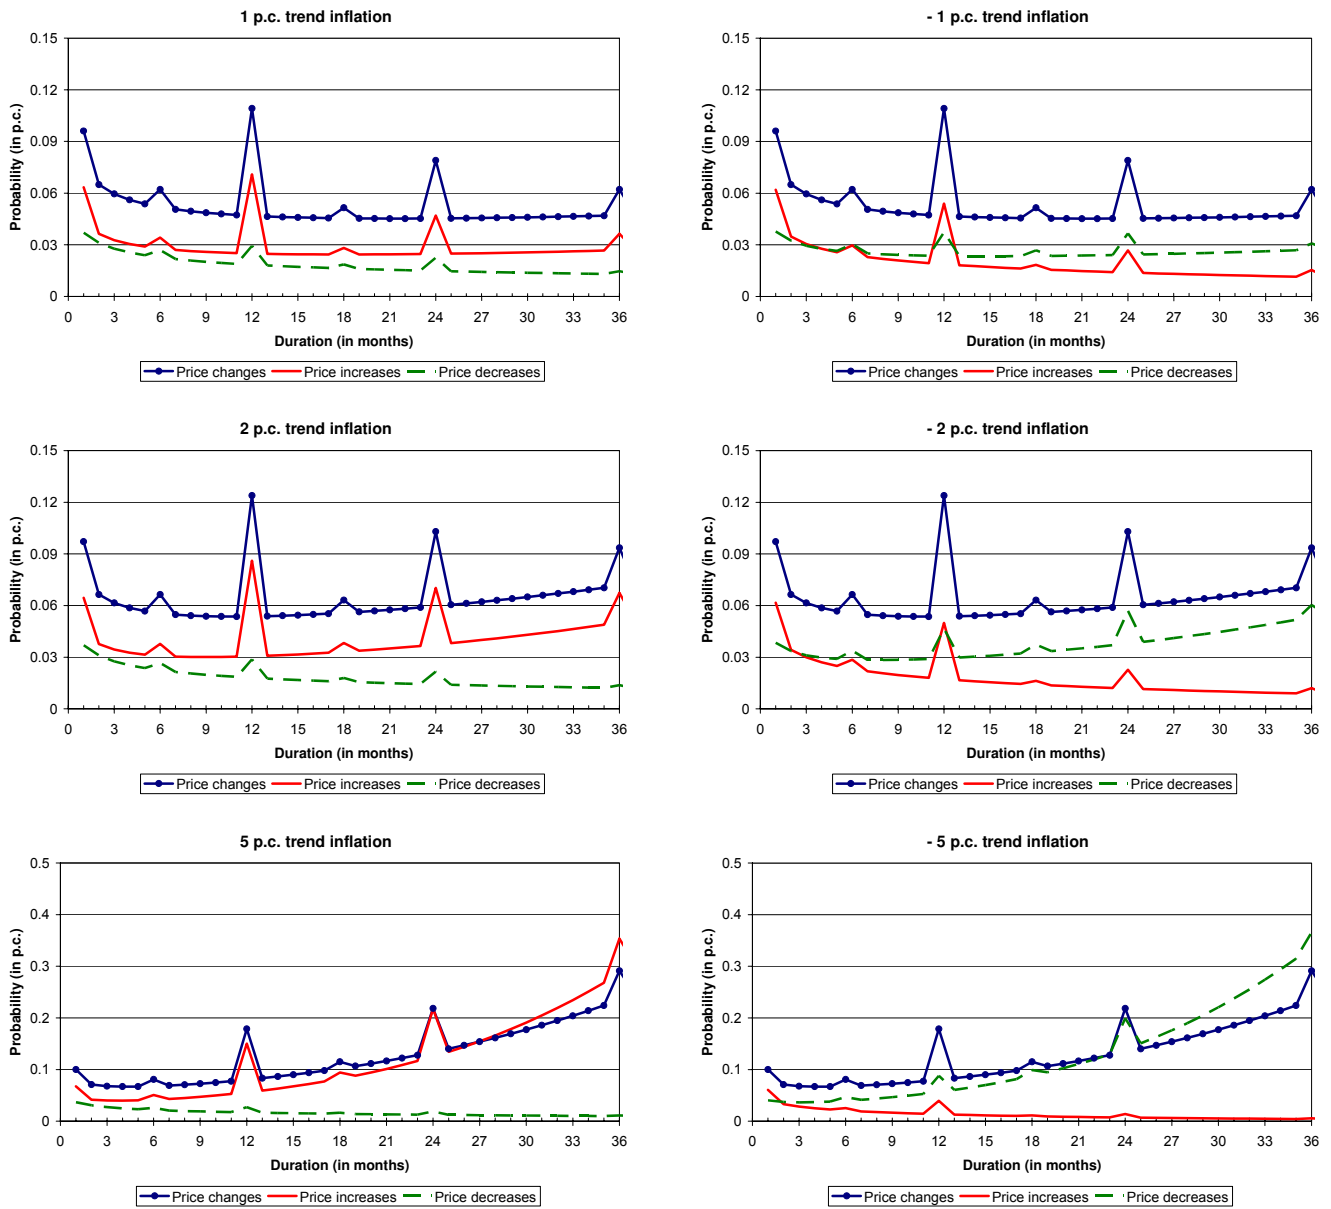 1 p.c. trend inflation
0.15
0.12
0.09
0.06
0.03
0
Probability (in p.c.)
0 3 6 9 12 15 18 21 24 27 30 33 36
Duration (in months)
Price changes Price increases Price decreases
- 1 p.c. trend inflation
0.15
0.12
0.09
0.06
0.03
0
Probability (in p.c.)
0 3 6 9 12 15 18 21 24 27 30 33 36
Duration (in months)
Price changes Price increases Price decreases
2 p.c. trend inflation
0.15
0.12
0.09
0.06
0.03
0
Probability (in p.c.)
0 3 6 9 12 15 18 21 24 27 30 33 36
Duration (in months)
Price changes Price increases Price decreases
- 2 p.c. trend inflation
0.15
0.12
0.09
0.06
0.03
0
Probability (in p.c.)
0 3 6 9 12 15 18 21 24 27 30 33 36
Duration (in months)
Price changes Price increases Price decreases
5 p.c. trend inflation
0.5
0.4
0.3
0.2
0.1
0
Probability (in p.c.)
0 3 6 9 12 15 18 21 24 27 30 33 36
Duration (in months)
Price changes Price increases Price decreases
- 5 p.c. trend inflation
0.5
0.4
0.3
0.2
0.1
0
Probability (in p.c.)
0 3 6 9 12 15 18 21 24 27 30 33 36
Duration (in months)
Price changes Price increases Price decreases